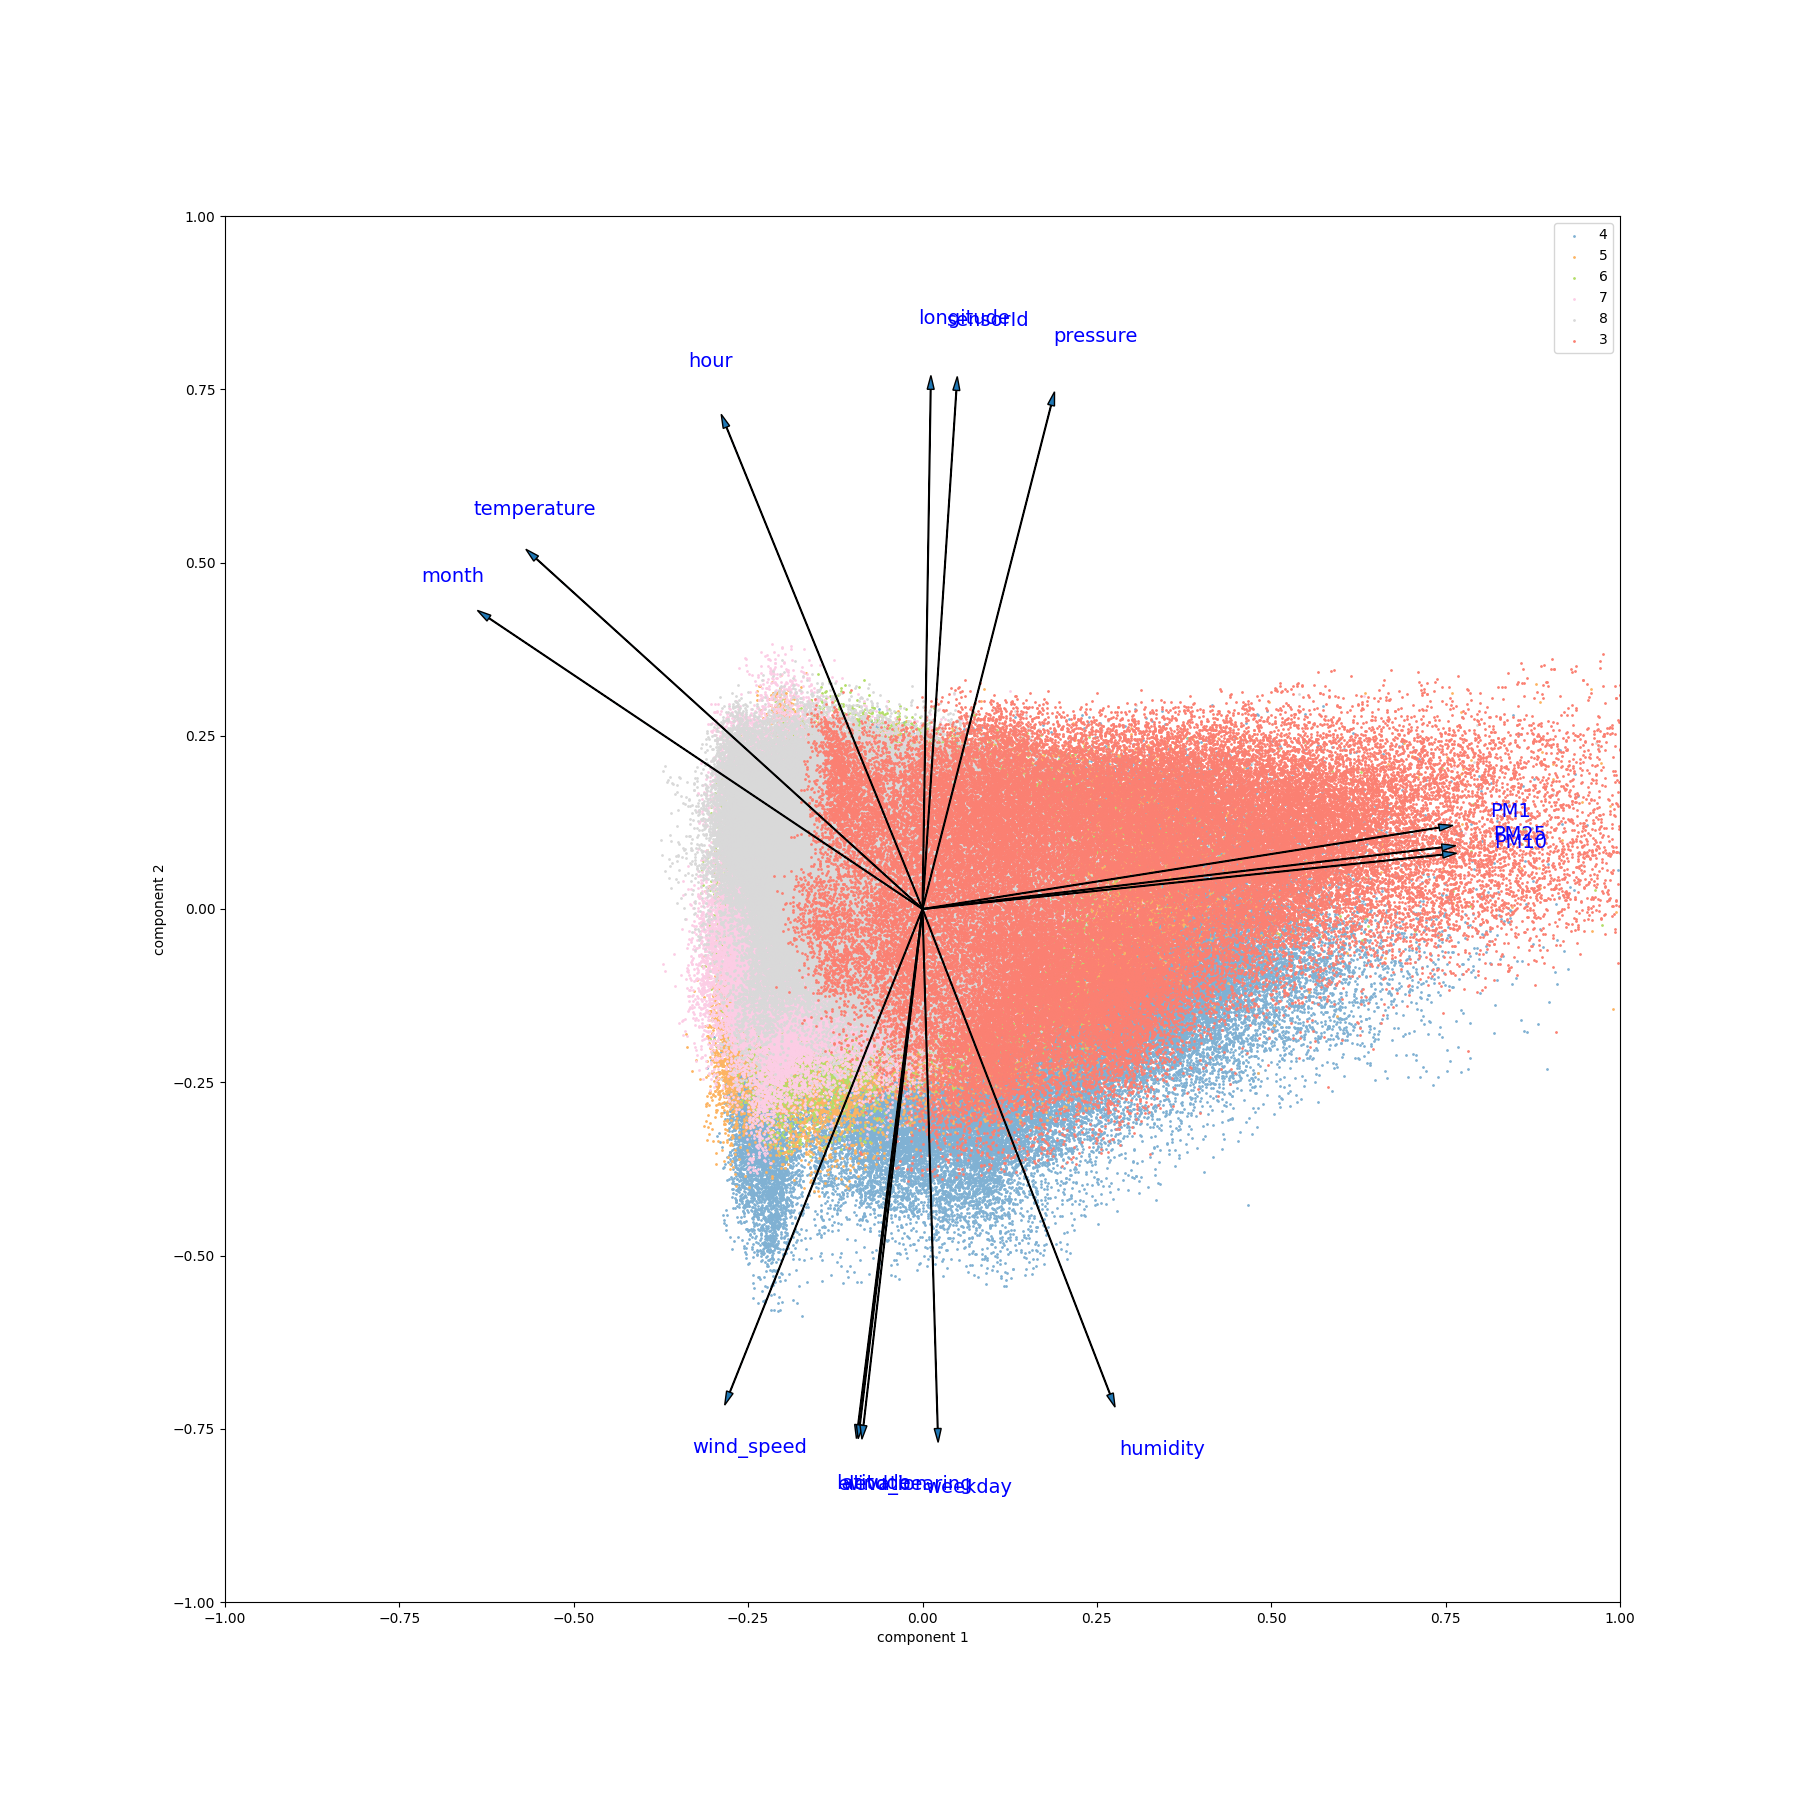 1.00
0.75
0.50
0.25
0.00
−0.25
−0.50
−0.75
−1.00
component 2
4
5
6
7
8
3
longitude
sensorId
pressure
hour
temperature
month
PM1
PM25
PM10
wind_speed
humidity
weekday
−1.00
−0.75
−0.50
−0.25
0.00
0.25
0.50
0.75
1.00
component 1